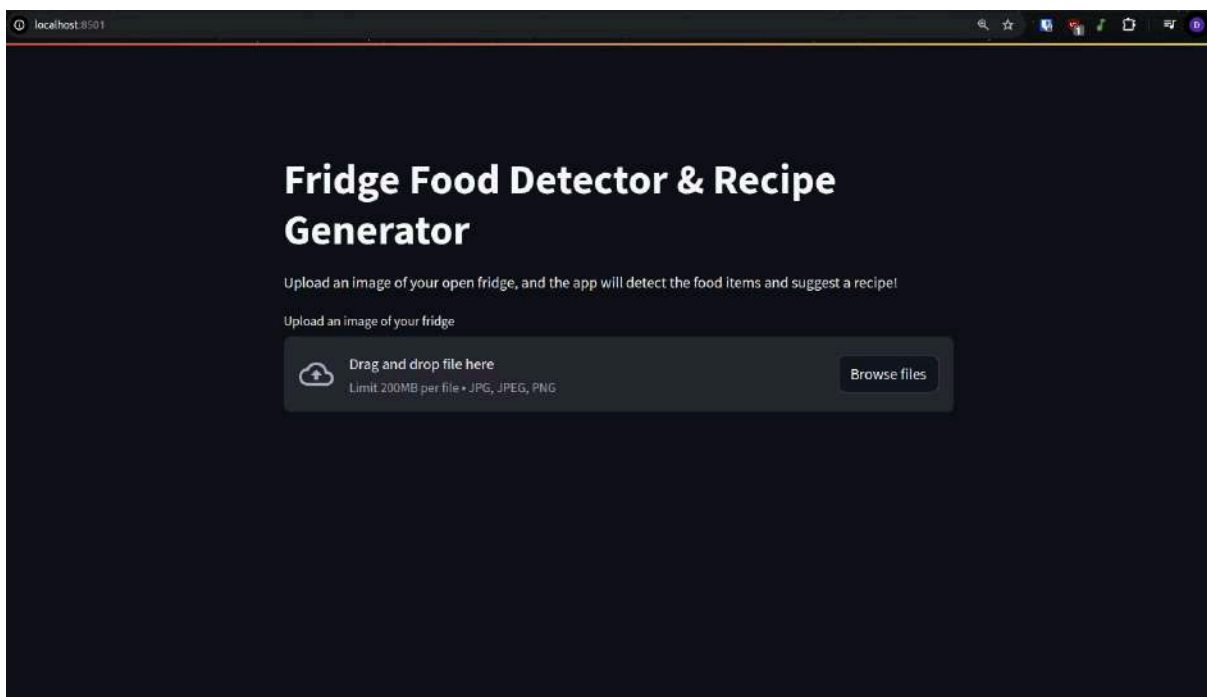 localhost:8501
Fridge Food Detector & Recipe
Generator
Upload an image of your open fridge, and the app will detect the food items and suggest a recipe!
Upload an image of your fridge
Drag and drop file here
Limit 200MB per file • JPG, JPEG, PNG
Browse files